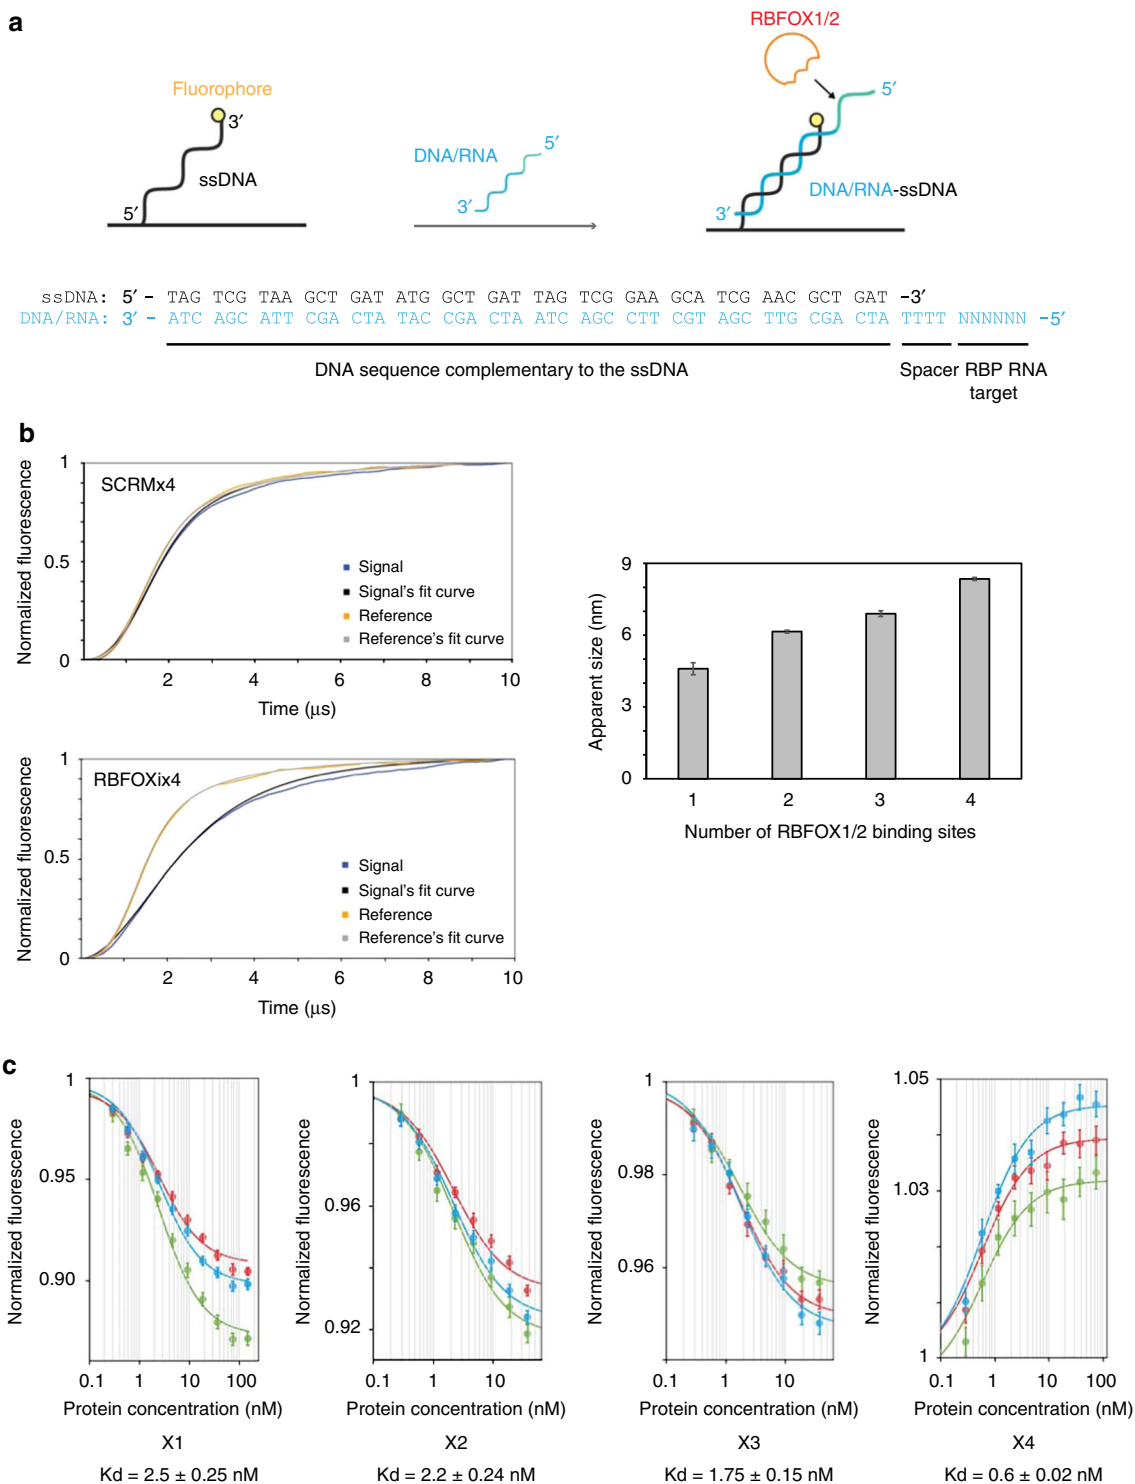 a
RBFOX1/2
Fluorophore
3′
ssDNA
5′
DNA/RNA
5′
3′
5′
DNA/RNA-ssDNA
3′
ssDNA: 5′ – TAG TCG TAA GCT GAT ATG GCT GAT TAG TCG GAA GCA TCG AAC GCT GAT –3′
DNA/RNA: 3′ – ATC AGC ATT CGA CTA TAC CGA CTA ATC AGC CTT CGT AGC TTG CGA CTA TTTT NNNNNN –5′
DNA sequence complementary to the ssDNA
Spacer RBP RNA
target
b
Normalized fluorescence
1
0.5
0
SCRMx4
Signal
Signal's fit curve
Reference
Reference's fit curve
2 4 6 8 10
Time (µs)
Normalized fluorescence
1
0.5
0
RBFOXix4
Signal
Signal's fit curve
Reference
Reference's fit curve
2 4 6 8 10
Time (µs)
Apparent size (nm)
9
6
3
0
1 2 3 4
Number of RBFOX1/2 binding sites
c
Normalized fluorescence
1
0.95
0.90
0.1 1 10 100
Protein concentration (nM)
X1
Kd = 2.5 ± 0.25 nM
Normalized fluorescence
1
0.96
0.92
0.1 1 10
Protein concentration (nM)
X2
Kd = 2.2 ± 0.24 nM
Normalized fluorescence
1
0.98
0.96
0.1 1 10
Protein concentration (nM)
X3
Kd = 1.75 ± 0.15 nM
Normalized fluorescence
1.05
1.03
1
0.1 1 10 100
Protein concentration (nM)
X4
Kd = 0.6 ± 0.02 nM